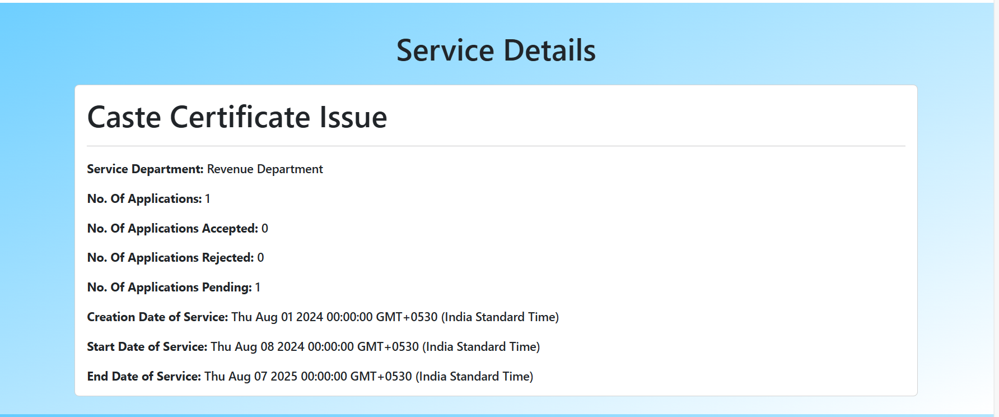 Service Details
Caste Certificate Issue
Service Department: Revenue Department
No. Of Applications: 1
No. Of Applications Accepted: 0
No. Of Applications Rejected: 0
No. Of Applications Pending: 1
Creation Date of Service: Thu Aug 01 2024 00:00:00 GMT+0530 (India Standard Time)
Start Date of Service: Thu Aug 08 2024 00:00:00 GMT+0530 (India Standard Time)
End Date of Service: Thu Aug 07 2025 00:00:00 GMT+0530 (India Standard Time)